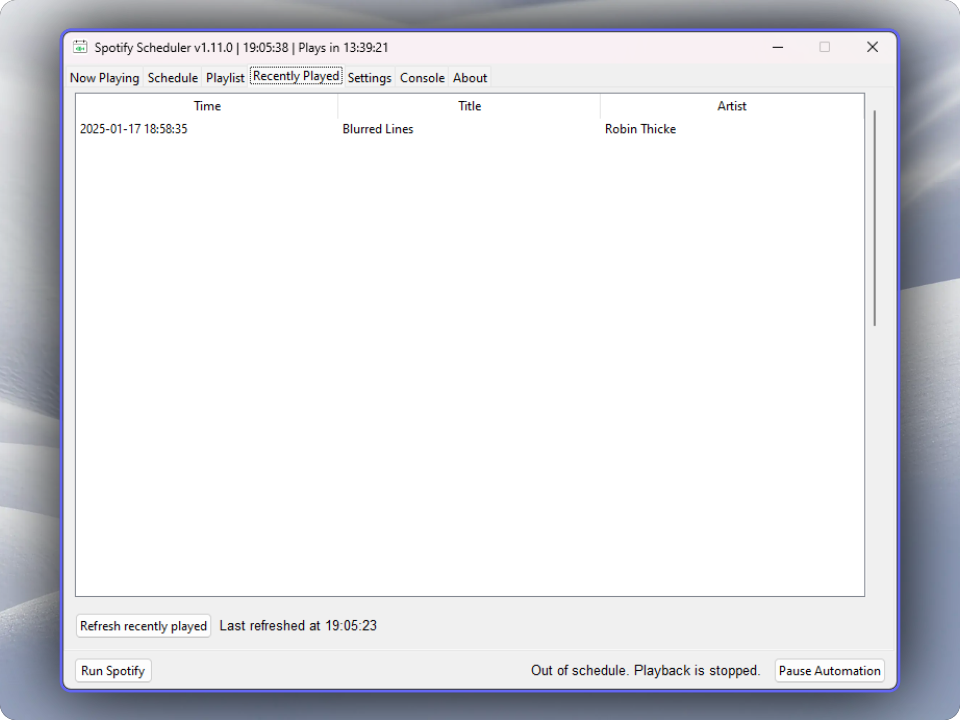 Spotify Scheduler v1.11.0 | 19:05:38 | Plays in 13:39:21
Now Playing Schedule Playlist Recently Played Settings Console About
Time Title Artist
2025-01-17 18:58:35 Blurred Lines Robin Thicke
Refresh recently played Last refreshed at 19:05:23
Run Spotify Out of schedule. Playback is stopped. Pause Automation